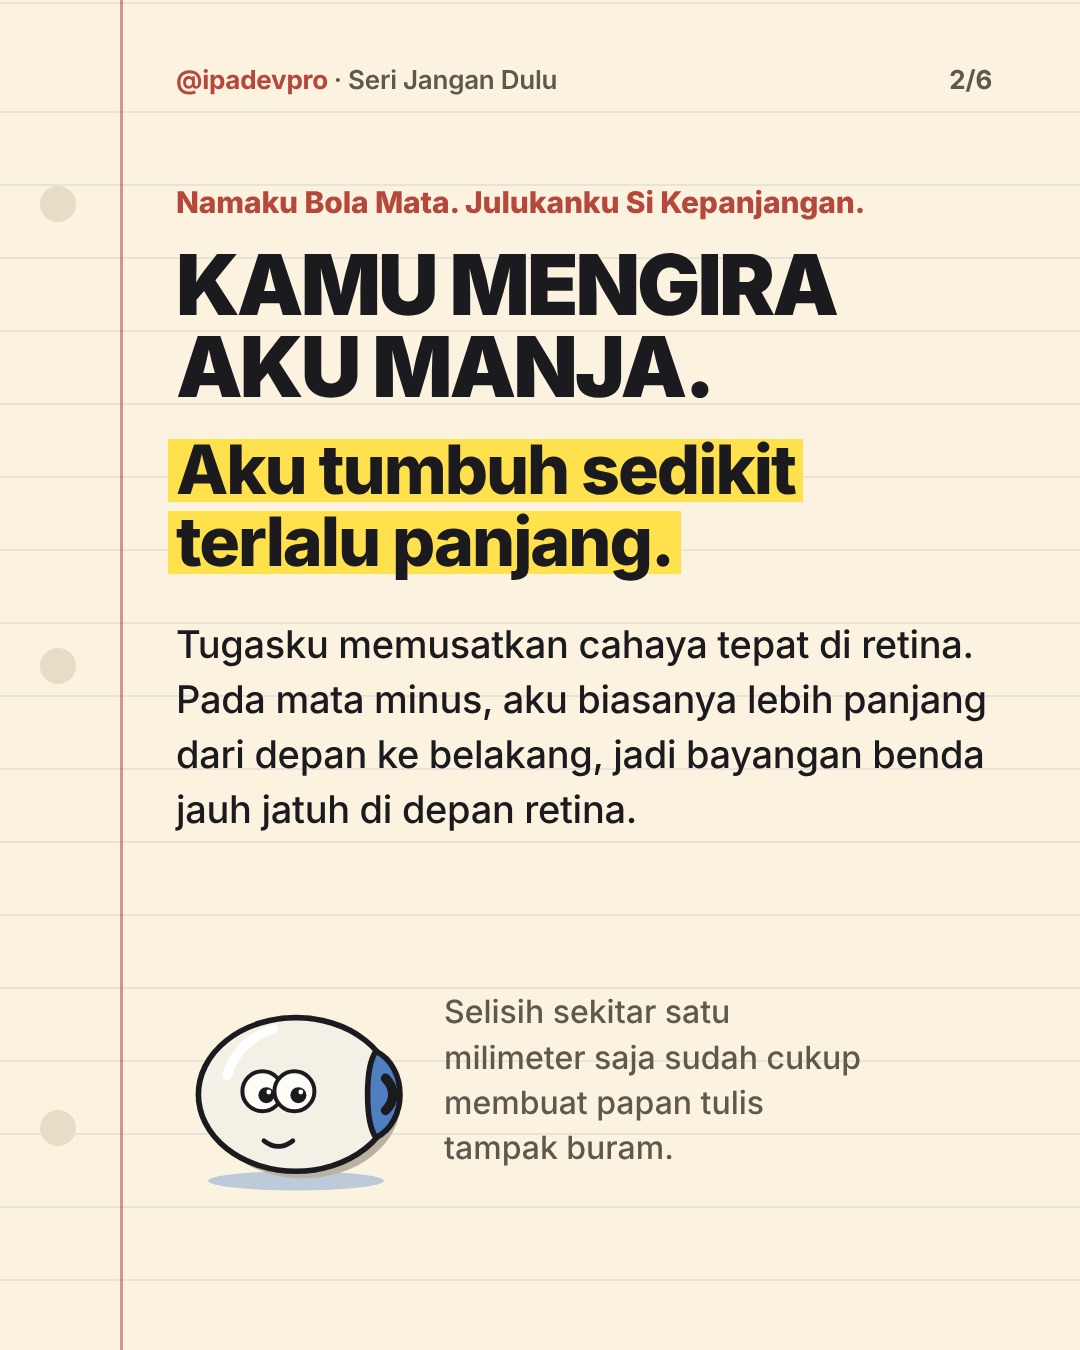 @ipadevpro · Seri Jangan Dulu 2/6
Namaku Bola Mata. Julukanku Si Kepanjangan.
KAMU MENGIRA
AKU MANJA.
Aku tumbuh sedikit
terlalu panjang.
Tugasku memusatkan cahaya tepat di retina.
Pada mata minus, aku biasanya lebih panjang
dari depan ke belakang, jadi bayangan benda
jauh jatuh di depan retina.
Selisih sekitar satu
milimeter saja sudah cukup
membuat papan tulis
tampak buram.